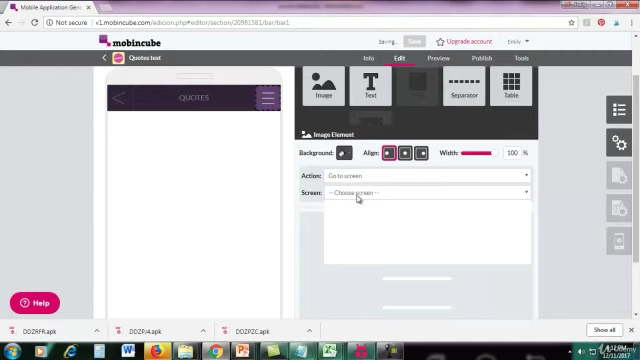 Mobile Application Gene
Not secure
v1.mobincube.com/edicion.php#editor/section/20981581/bar/bar1
mobincube
Saving...
Save
Upgrade account
Emily
Quotes test
Info
Edit
Preview
Publish
Tools
QUOTES
Image
Text
Separator
Table
Image Element
Background:
Align:
Width:
100
%
Action:
Go to screen
Screen:
-- Choose screen --
Help
DDZRFR.apk
DDZPJ4.apk
DDZPZC.apk
Show all
12/11/2017